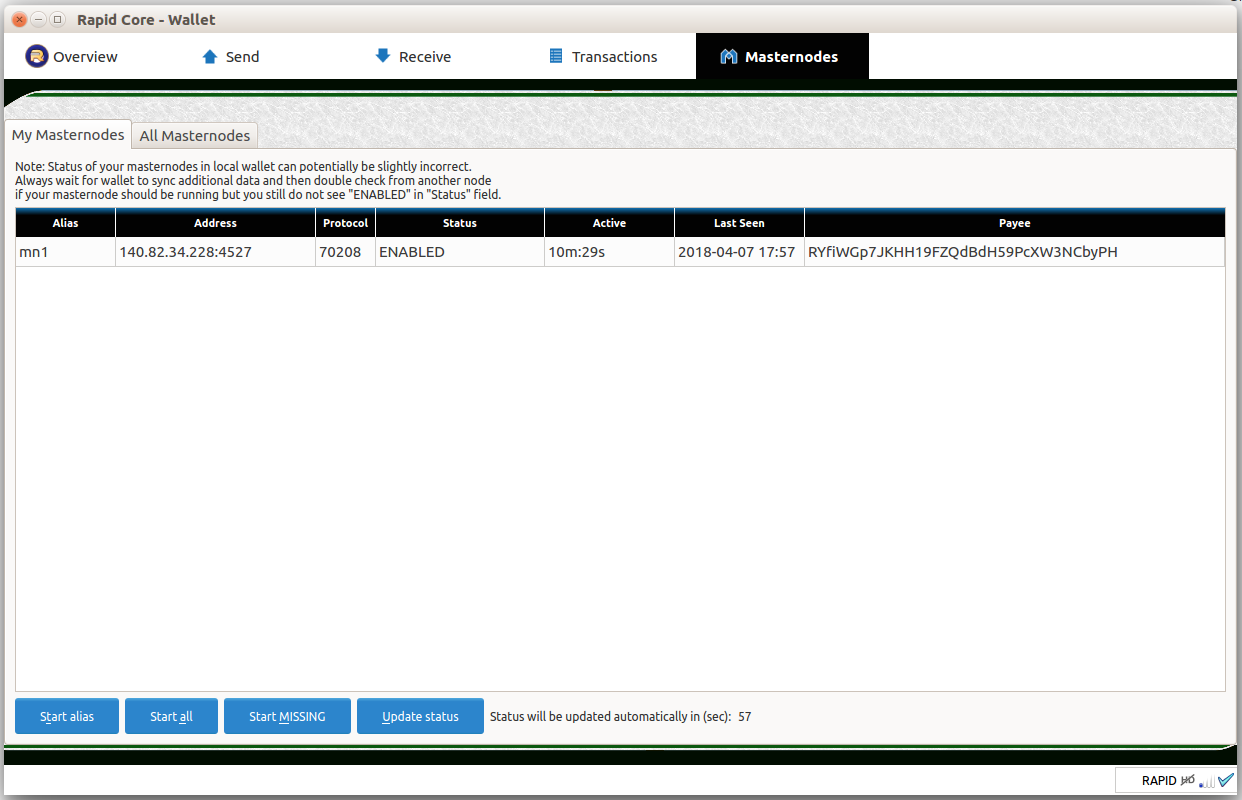 Rapid Core - Wallet
Overview
Send
Receive
Transactions
Masternodes
My Masternodes
All Masternodes
Note: Status of your masternodes in local wallet can potentially be slightly incorrect.
Always wait for wallet to sync additional data and then double check from another node
if your masternode should be running but you still do not see "ENABLED" in "Status" field.
Alias Address Protocol Status Active Last Seen Payee
mn1 140.82.34.228:4527 70208 ENABLED 10m:29s 2018-04-07 17:57 RYfiWGp7JKHH19FZQdBdH59PcXW3NCbyPH
Start alias
Start all
Start MISSING
Update status
Status will be updated automatically in (sec): 57
RAPID HD